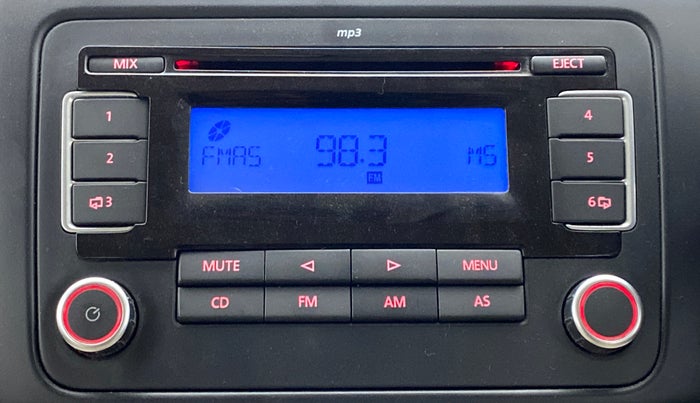 mp3
MIX
EJECT
1
4
2
5
3
6
FMAS 98.3 MS
FM
MUTE
MENU
CD FM AM AS